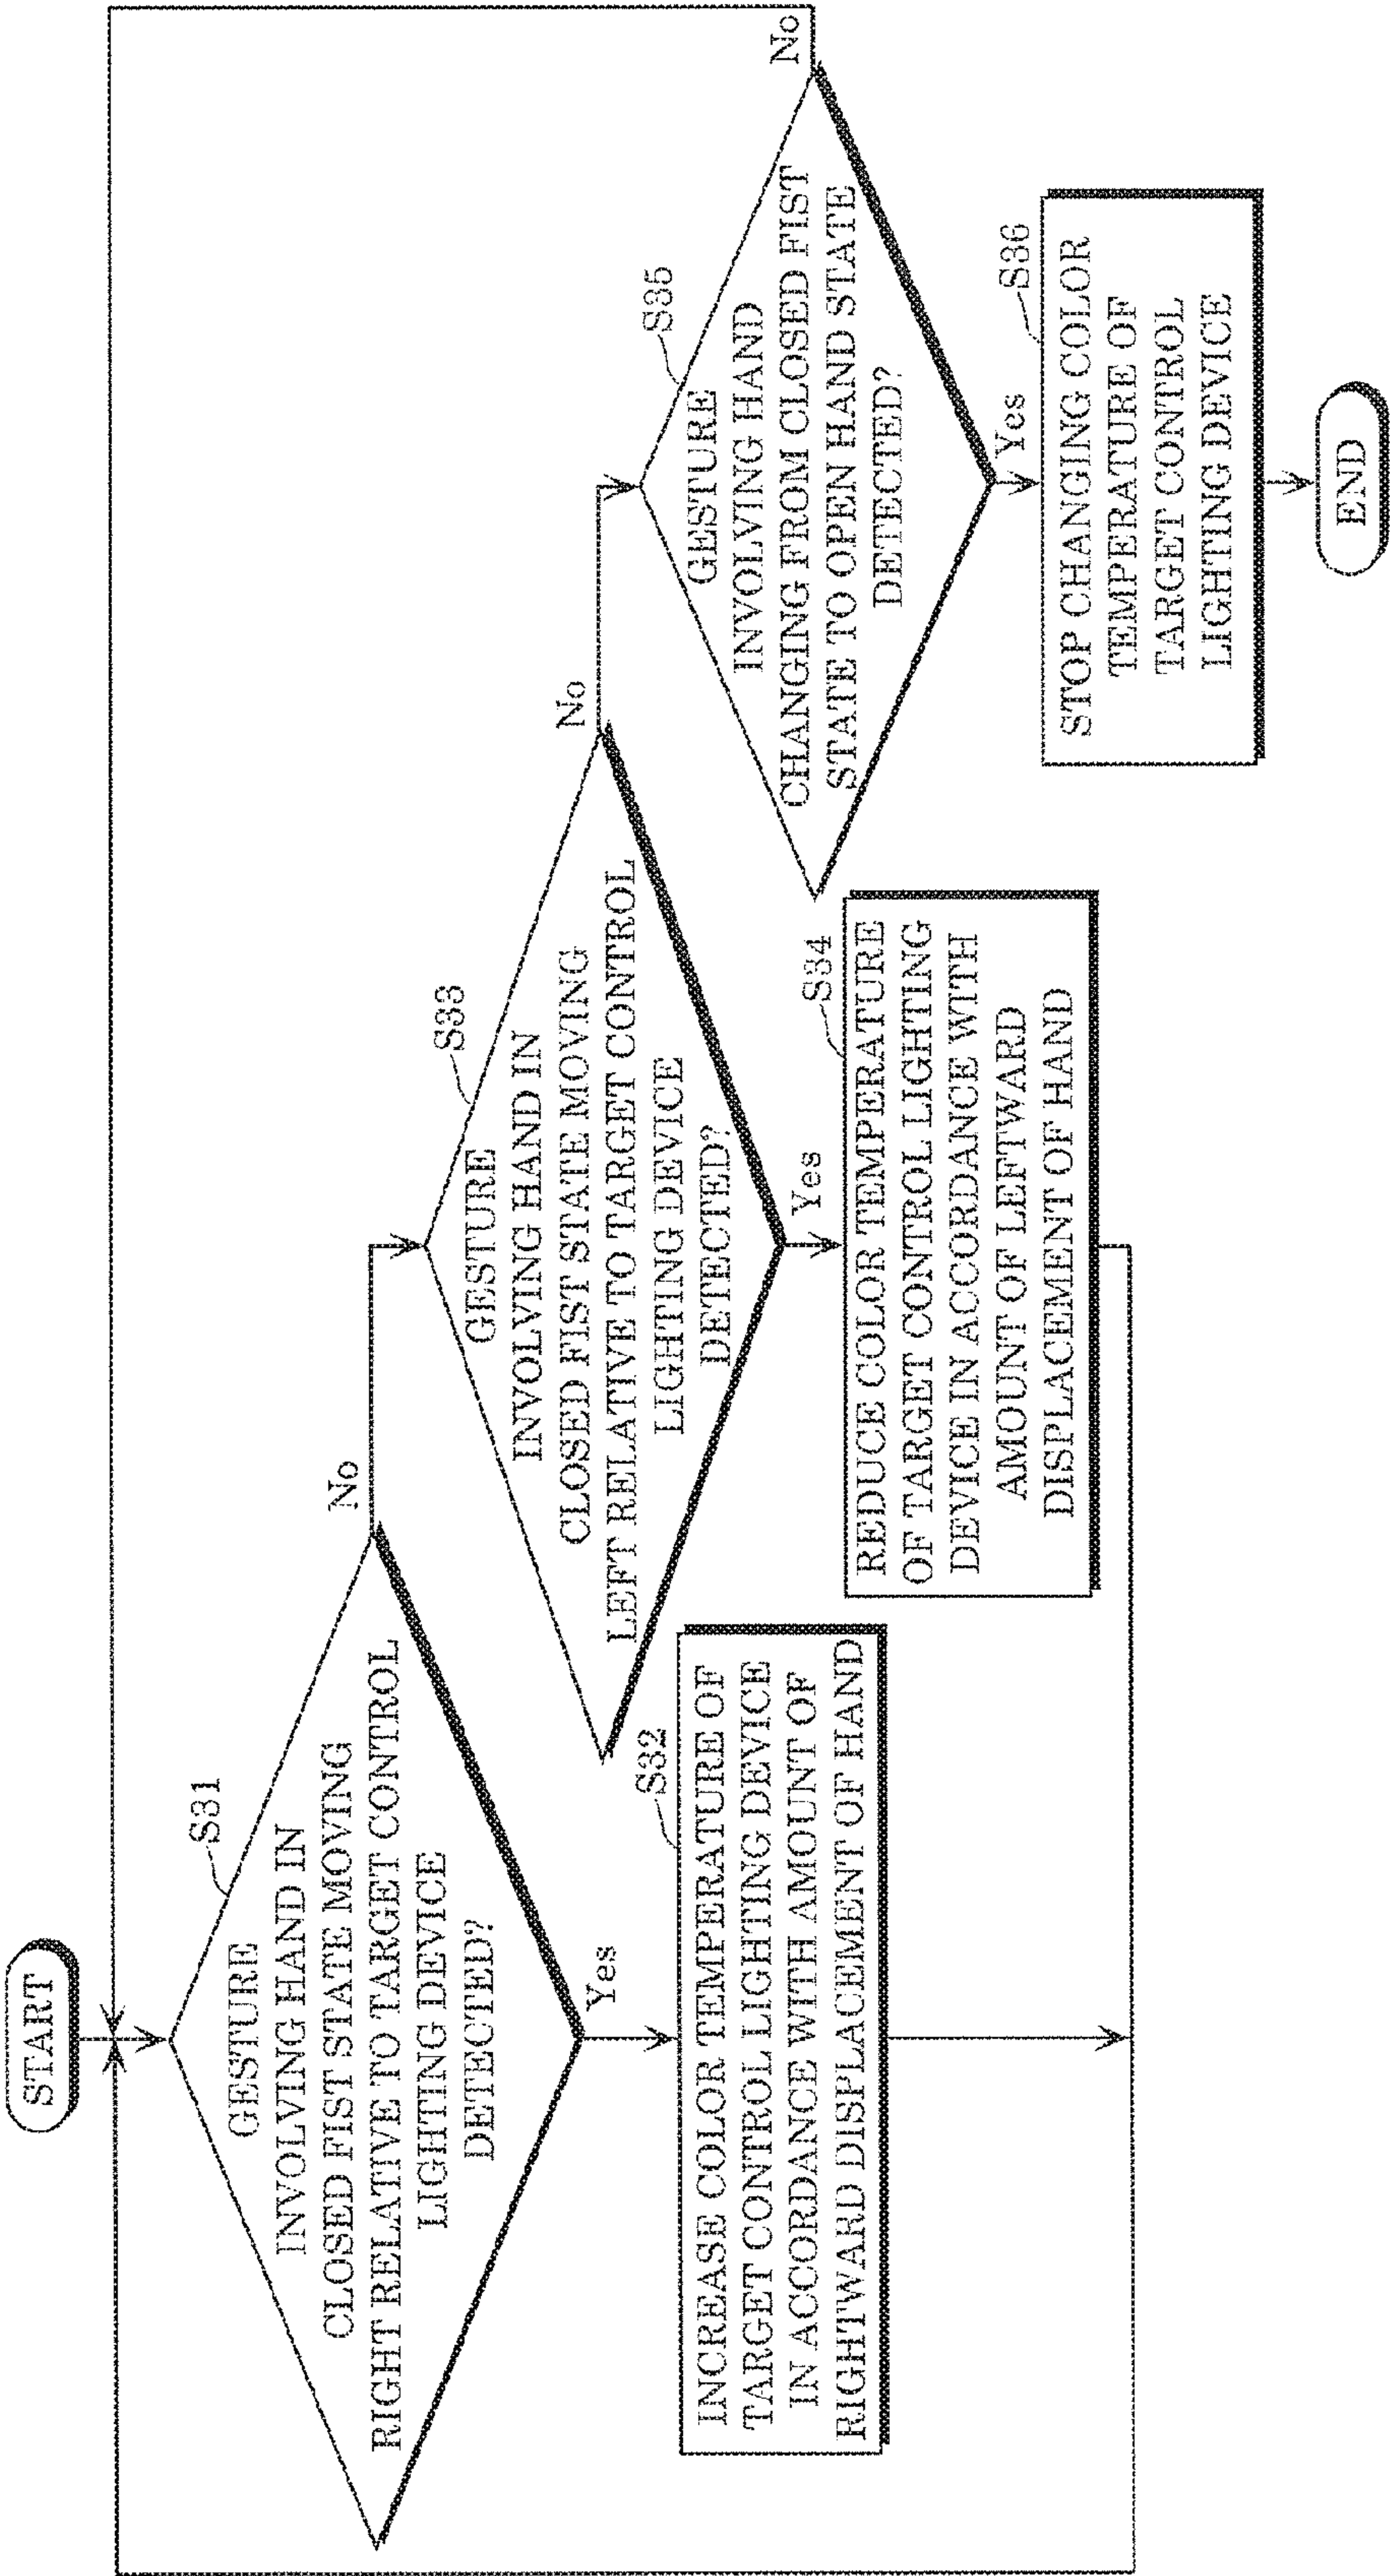 START
S31
GESTURE
INVOLVING HAND IN
CLOSED FIST STATE MOVING
RIGHT RELATIVE TO TARGET CONTROL
LIGHTING DEVICE
DETECTED?
No
Yes
S32
INCREASE COLOR TEMPERATURE OF
TARGET CONTROL LIGHTING DEVICE
IN ACCORDANCE WITH AMOUNT OF
RIGHTWARD DISPLACEMENT OF HAND
S33
GESTURE
INVOLVING HAND IN
CLOSED FIST STATE MOVING
LEFT RELATIVE TO TARGET CONTROL
LIGHTING DEVICE
DETECTED?
No
Yes
S34
REDUCE COLOR TEMPERATURE
OF TARGET CONTROL LIGHTING
DEVICE IN ACCORDANCE WITH
AMOUNT OF LEFTWARD
DISPLACEMENT OF HAND
S35
GESTURE
INVOLVING HAND
CHANGING FROM CLOSED FIST
STATE TO OPEN HAND STATE
DETECTED?
No
Yes
S36
STOP CHANGING COLOR
TEMPERATURE OF
TARGET CONTROL
LIGHTING DEVICE
END